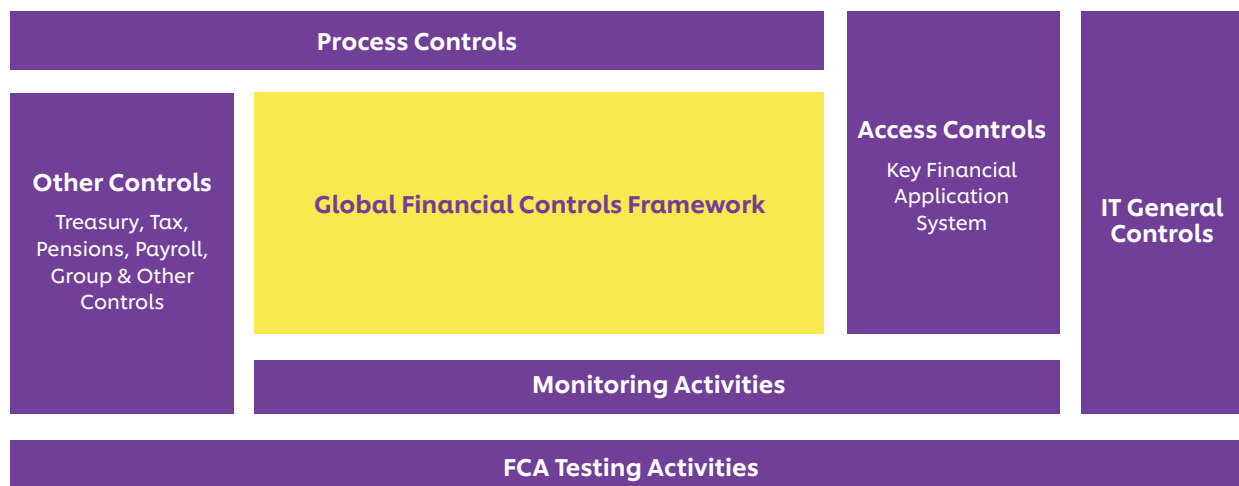 Process Controls
Other Controls
Treasury, Tax,
Pensions, Payroll,
Group & Other
Controls
Global Financial Controls Framework
Access Controls
Key Financial
Application
System
IT General
Controls
Monitoring Activities
FCA Testing Activities